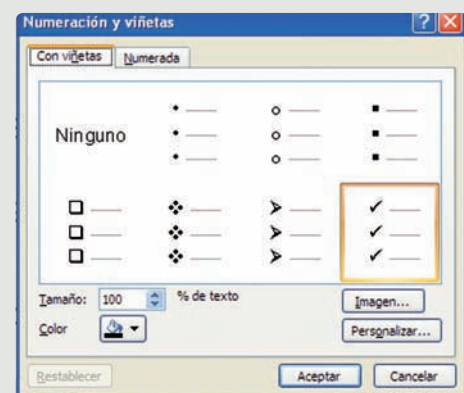 Numeración y viñetas
Con viñetas Numerada
Ninguno
Tamaño: 100 % de texto Imagen...
Color Personalizar...
Restablecer Aceptar Cancelar